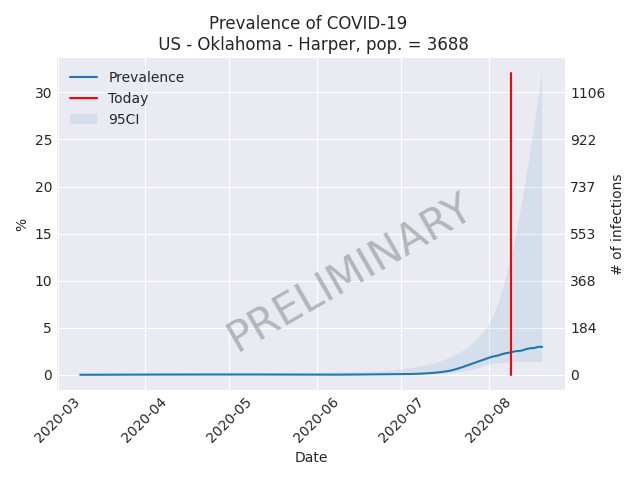 Prevalence of COVID-19
US - Oklahoma - Harper, pop. = 3688
Prevalence
Today
95CI
PRELIMINARY
%
30
25
20
15
10
5
0
1106
922
737
553
368
184
0
# of infections
2020-03
2020-04
2020-05
2020-06
2020-07
2020-08
Date